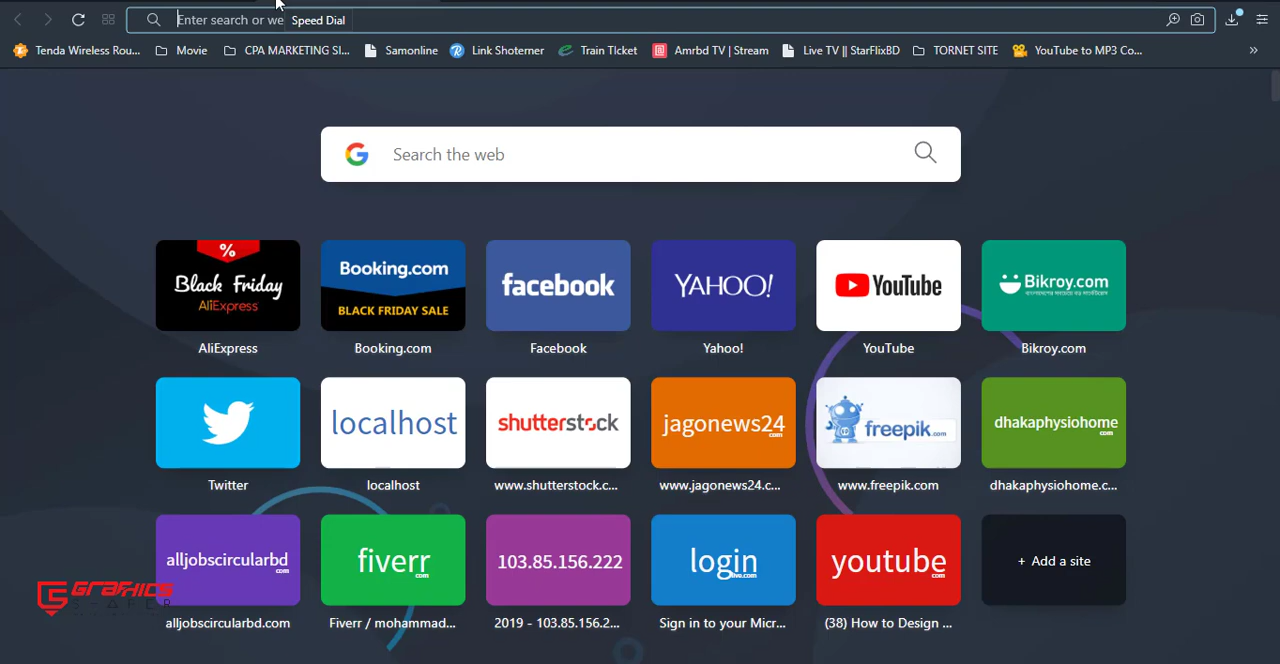 Enter search or we
Speed Dial
Tenda Wireless Rou...
Movie
CPA MARKETING SI...
Samonline
Link Shoterner
Train TIcket
Amrbd TV | Stream
Live TV || StarFlixBD
TORNET SITE
YouTube to MP3 Co...
»
Search the web
%
Black Friday
AliExpress
Booking.com
BLACK FRIDAY SALE
facebook
YAHOO!
YouTube
Bikroy.com
AliExpress
Booking.com
Facebook
Yahoo!
YouTube
Bikroy.com
localhost
shutterstock
jagonews24
com
freepik.com
dhakaphysiohome
com
Twitter
localhost
www.shutterstock.c...
www.jagonews24.c...
www.freepik.com
dhakaphysiohome.c...
alljobscircularbd
com
fiverr
com
103.85.156.222
login
live.com
youtube
com
+ Add a site
GRAPHICS
alljobscircularbd.com
Fiverr / mohammad...
2019 - 103.85.156.2...
Sign in to your Micr...
(38) How to Design ...